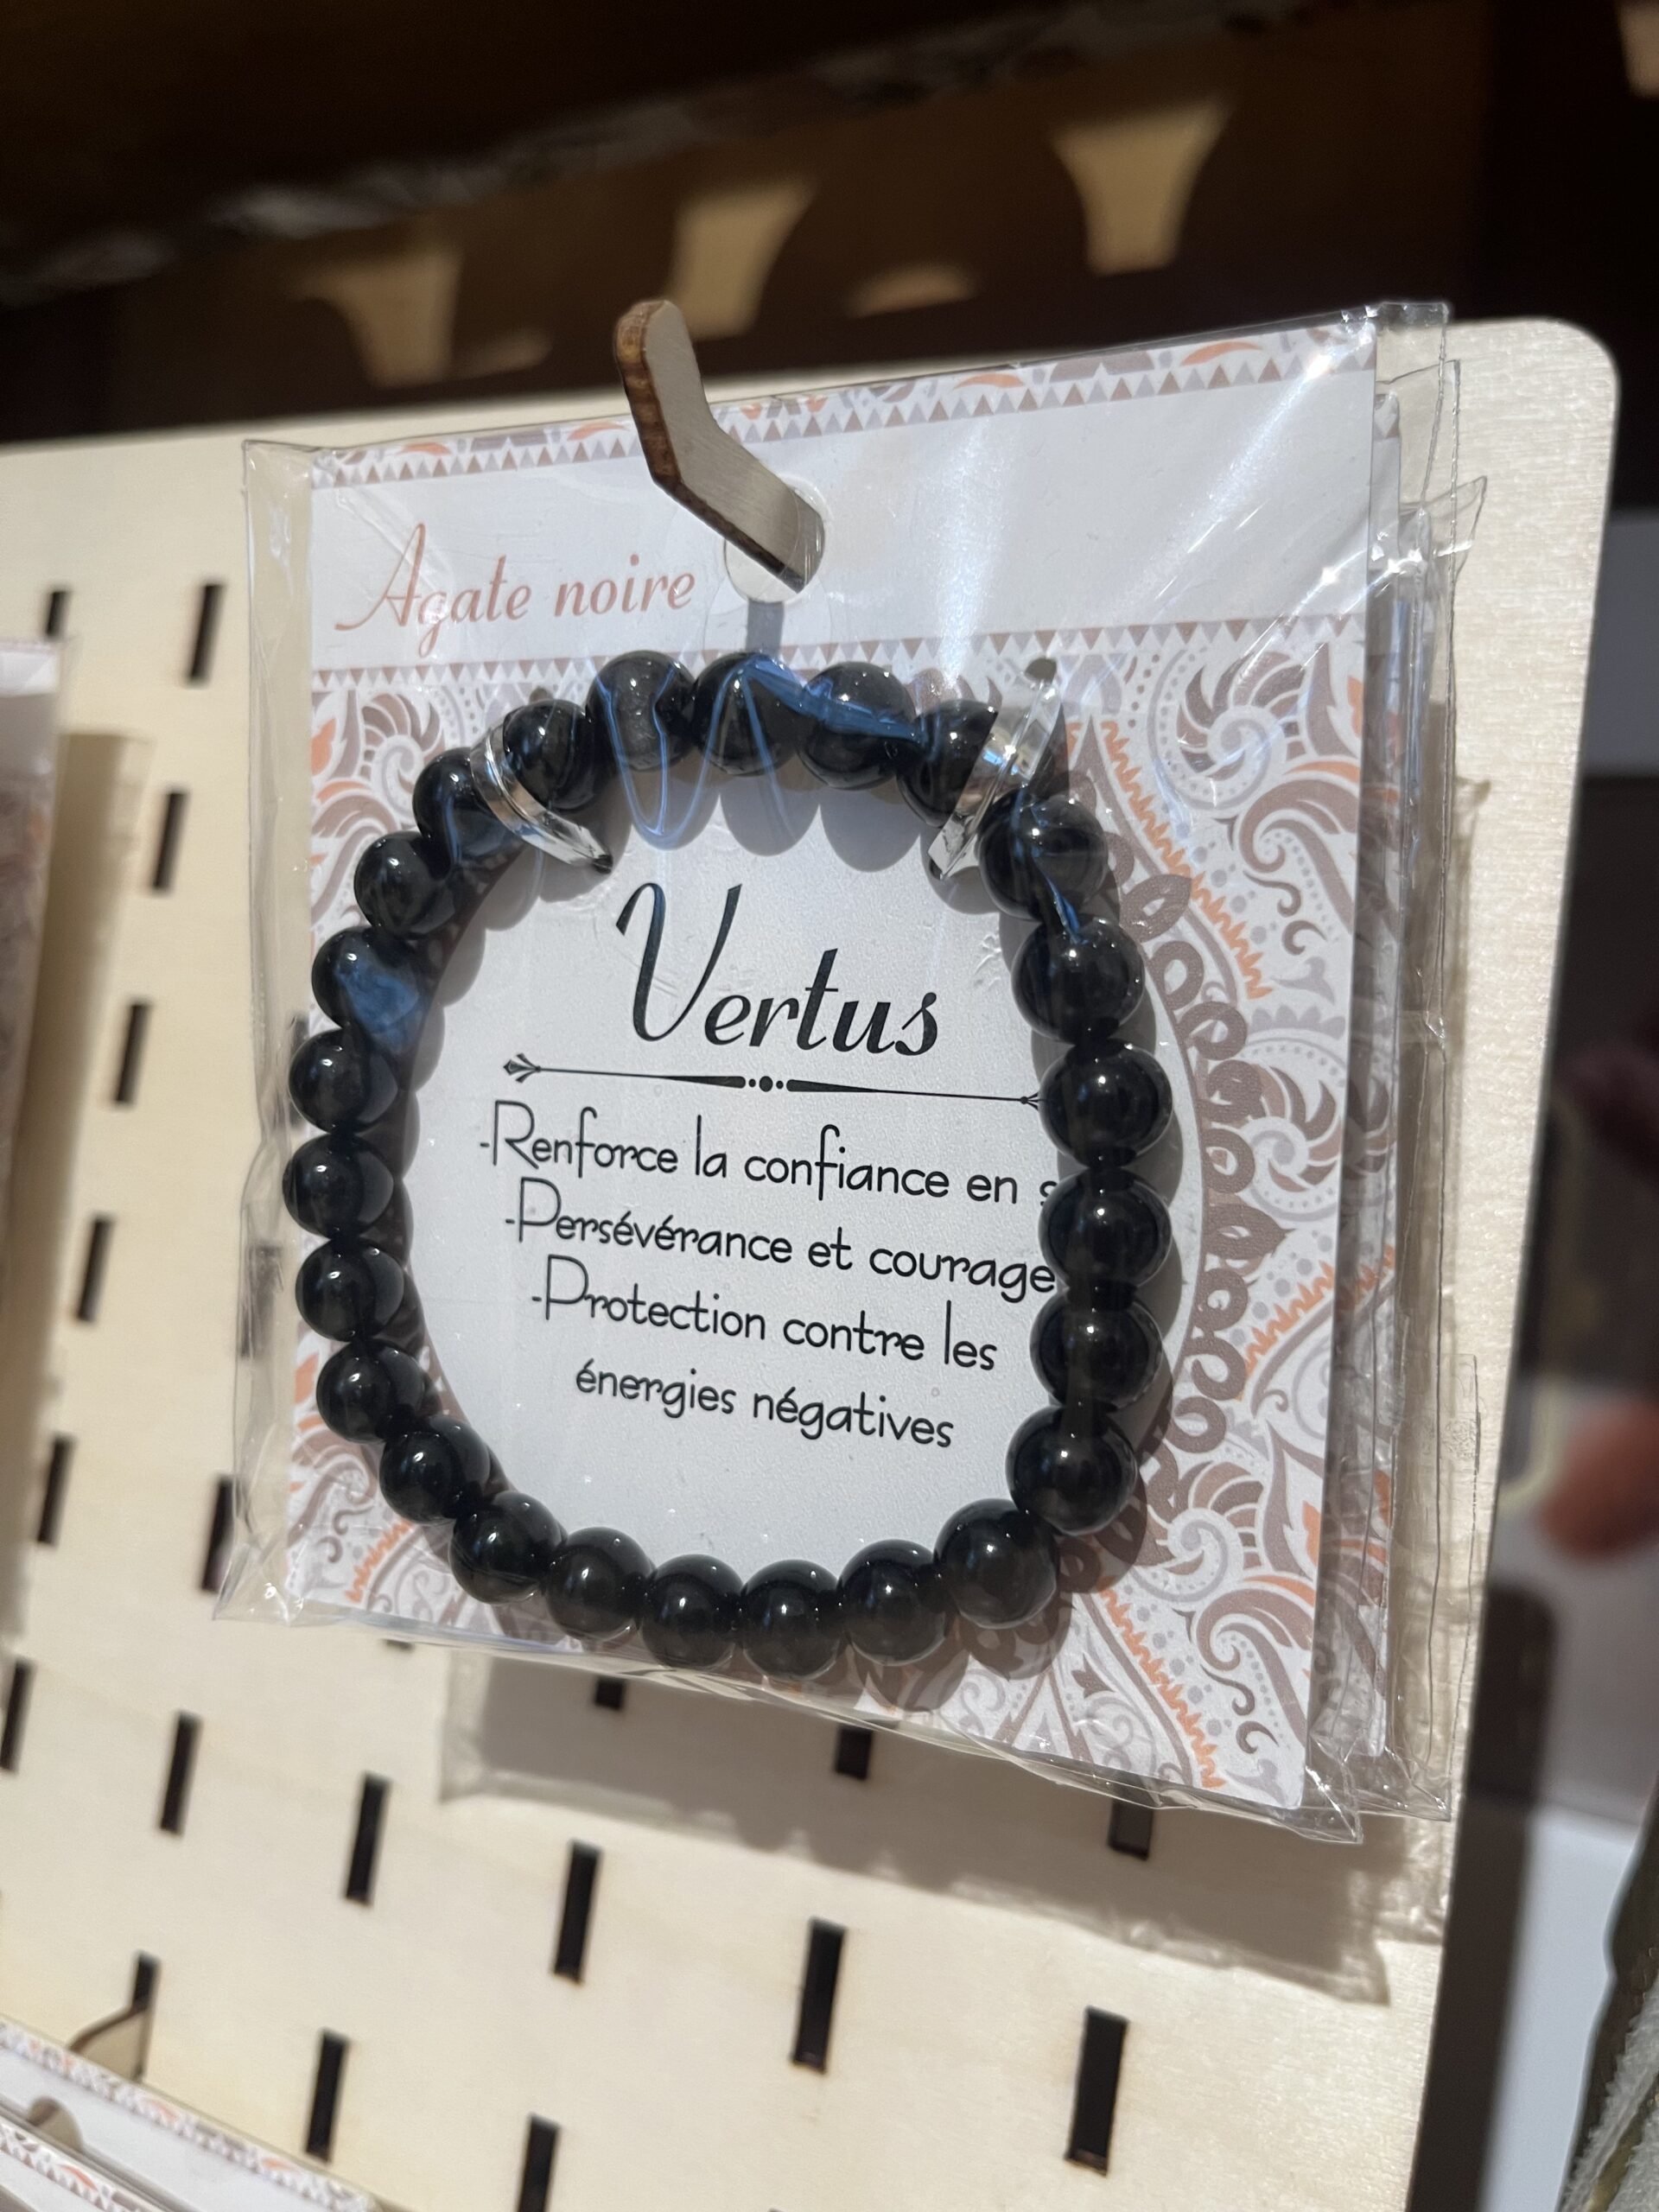 Agate noire
Vertus
-Renforce la confiance en
-Persévérance et courage
-Protection contre les
énergies négatives